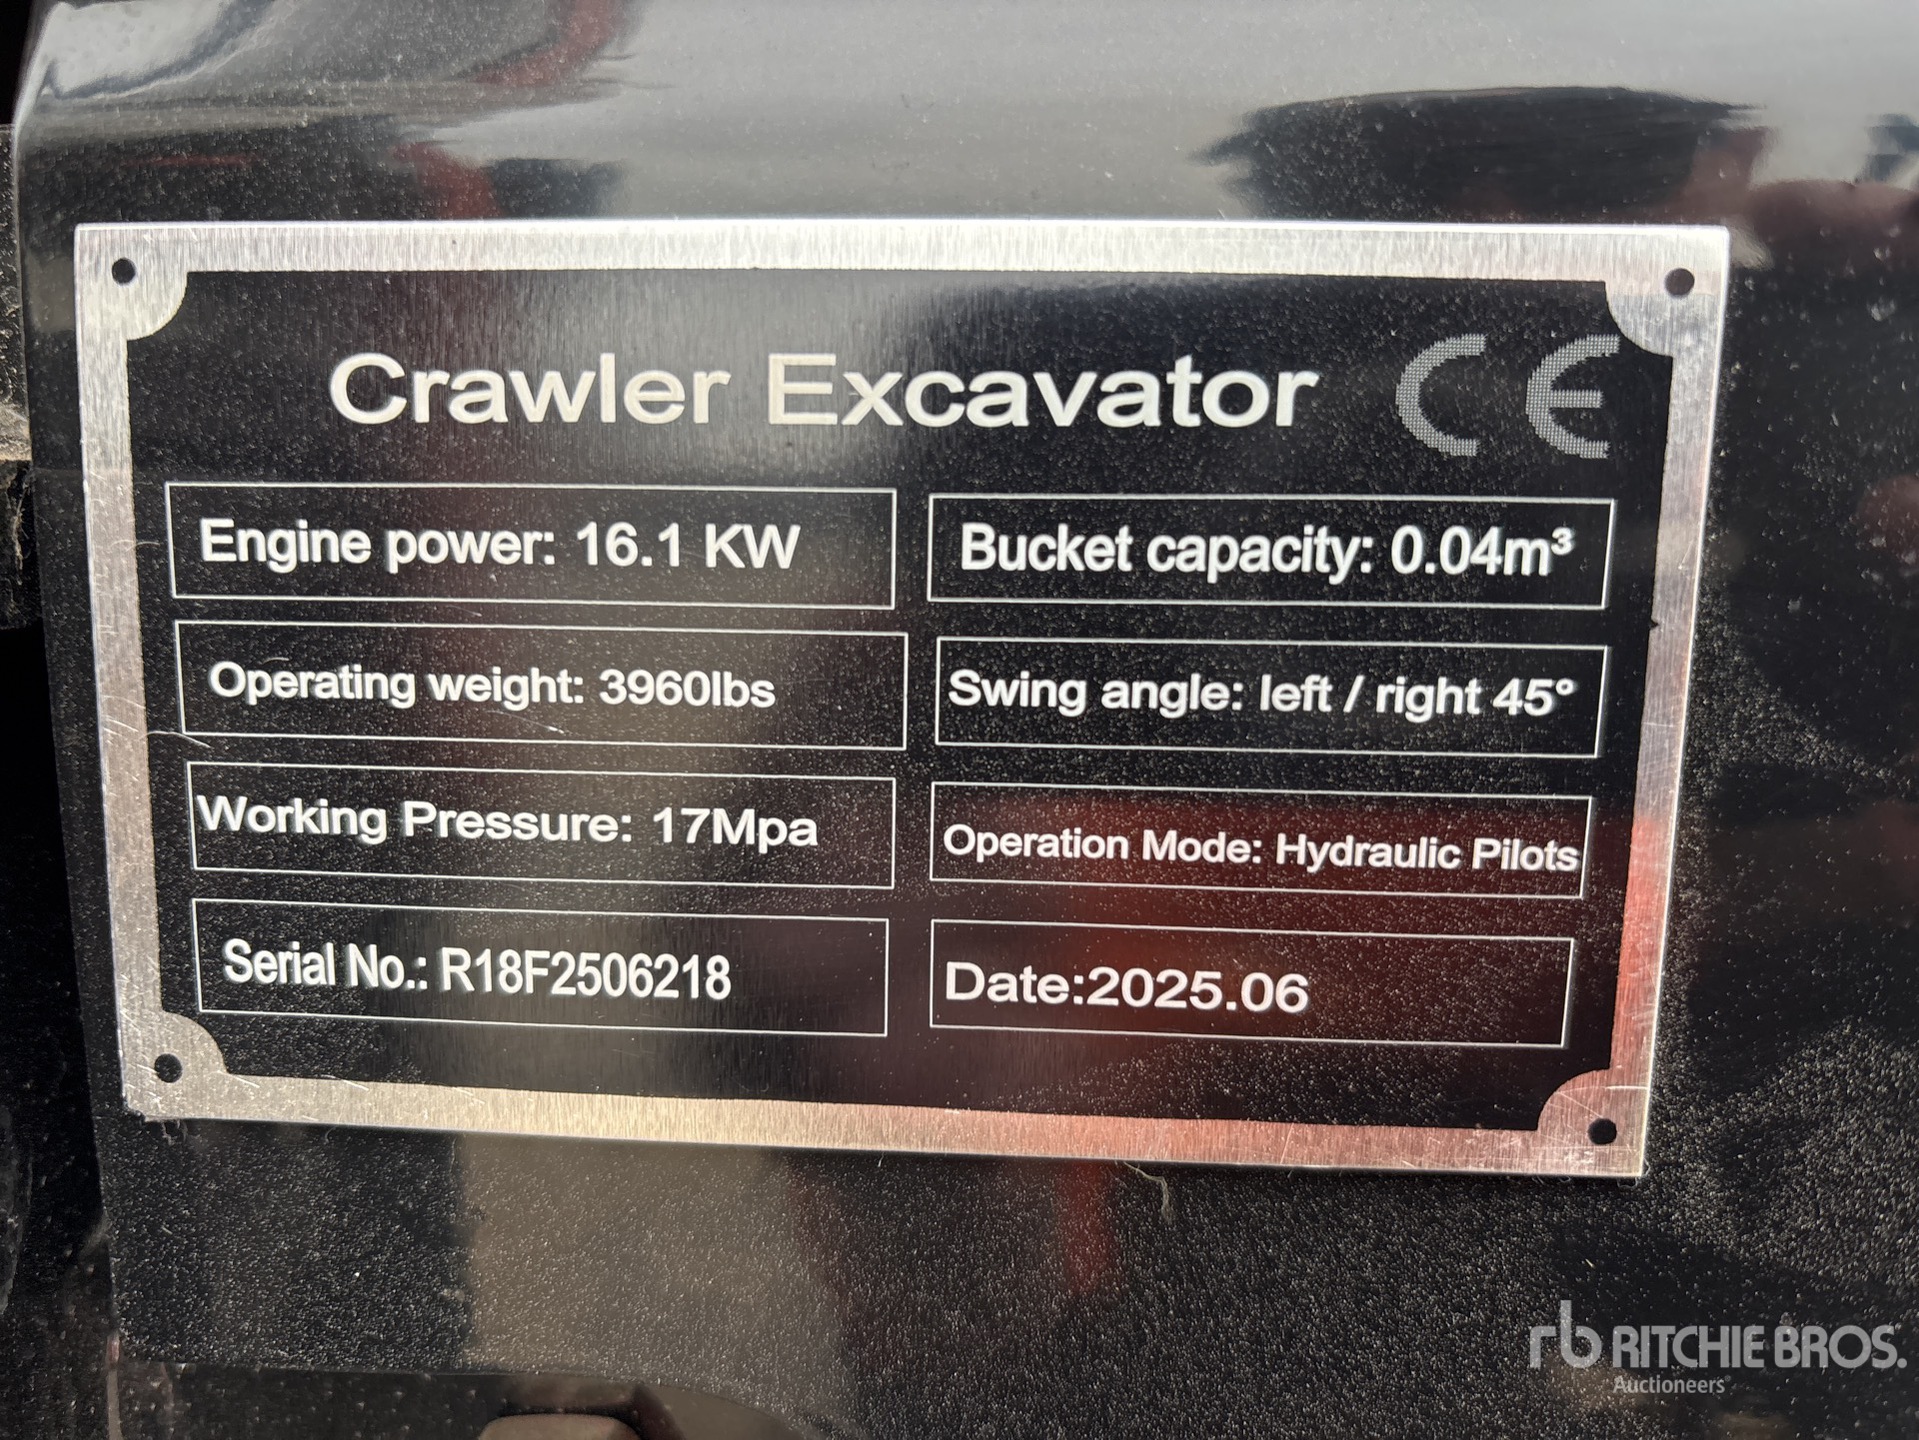 Crawler Excavator CE
Engine power: 16.1 KW
Bucket capacity: 0.04m³
Operating weight: 3960lbs
Swing angle: left / right 45°
Working Pressure: 17Mpa
Operation Mode: Hydraulic Pilots
Serial No.: R18F2506218
Date:2025.06
rb RITCHIE BROS.
Auctioneers